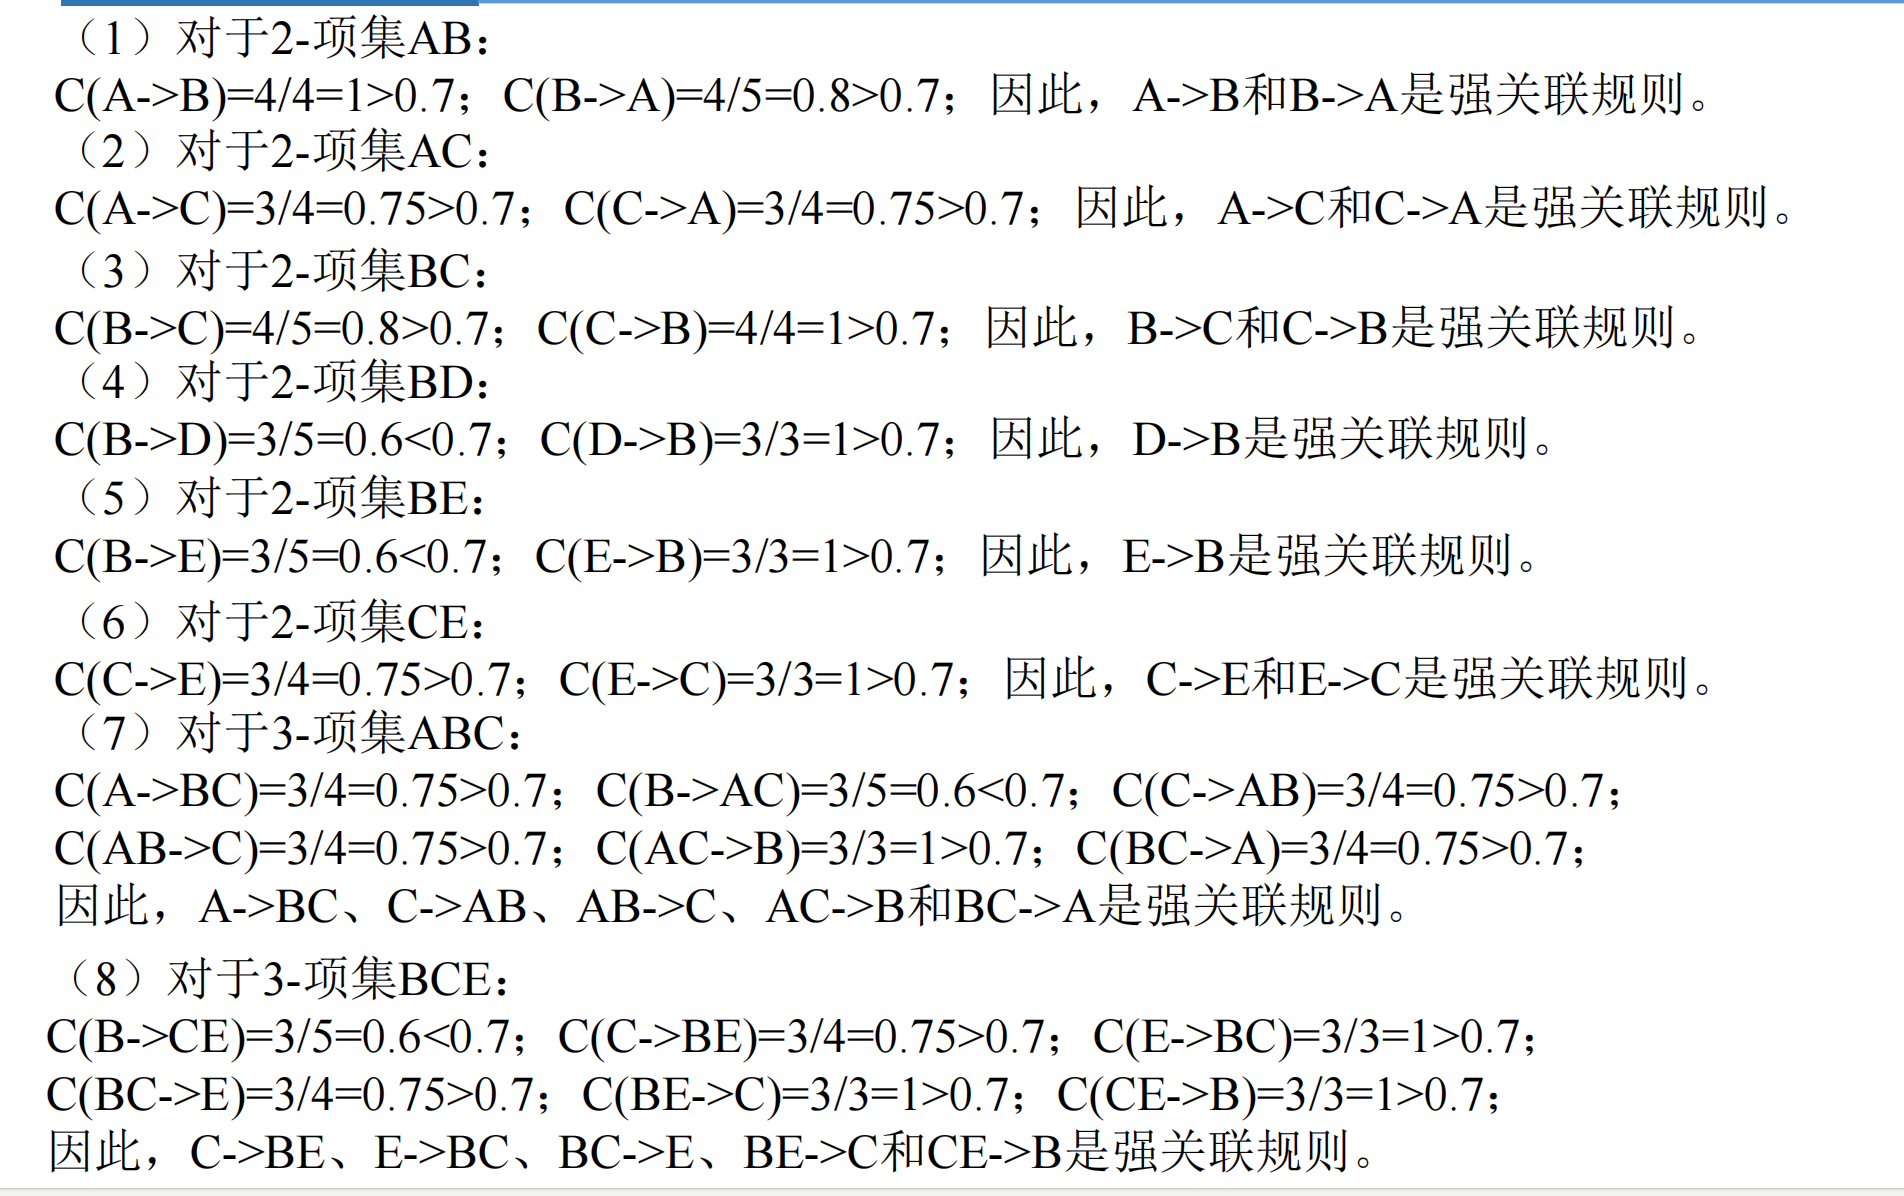 （1）对于2-项集AB：
C(A->B)=4/4=1>0.7；C(B->A)=4/5=0.8>0.7；因此，A->B和B->A是强关联规则。
（2）对于2-项集AC：
C(A->C)=3/4=0.75>0.7；C(C->A)=3/4=0.75>0.7；因此，A->C和C->A是强关联规则。
（3）对于2-项集BC：
C(B->C)=4/5=0.8>0.7；C(C->B)=4/4=1>0.7；因此，B->C和C->B是强关联规则。
（4）对于2-项集BD：
C(B->D)=3/5=0.6<0.7；C(D->B)=3/3=1>0.7；因此，D->B是强关联规则。
（5）对于2-项集BE：
C(B->E)=3/5=0.6<0.7；C(E->B)=3/3=1>0.7；因此，E->B是强关联规则。
（6）对于2-项集CE：
C(C->E)=3/4=0.75>0.7；C(E->C)=3/3=1>0.7；因此，C->E和E->C是强关联规则。
（7）对于3-项集ABC：
C(A->BC)=3/4=0.75>0.7；C(B->AC)=3/5=0.6<0.7；C(C->AB)=3/4=0.75>0.7；
C(AB->C)=3/4=0.75>0.7；C(AC->B)=3/3=1>0.7；C(BC->A)=3/4=0.75>0.7；
因此，A->BC、C->AB、AB->C、AC->B和BC->A是强关联规则。
（8）对于3-项集BCE：
C(B->CE)=3/5=0.6<0.7；C(C->BE)=3/4=0.75>0.7；C(E->BC)=3/3=1>0.7；
C(BC->E)=3/4=0.75>0.7；C(BE->C)=3/3=1>0.7；C(CE->B)=3/3=1>0.7；
因此，C->BE、E->BC、BC->E、BE->C和CE->B是强关联规则。